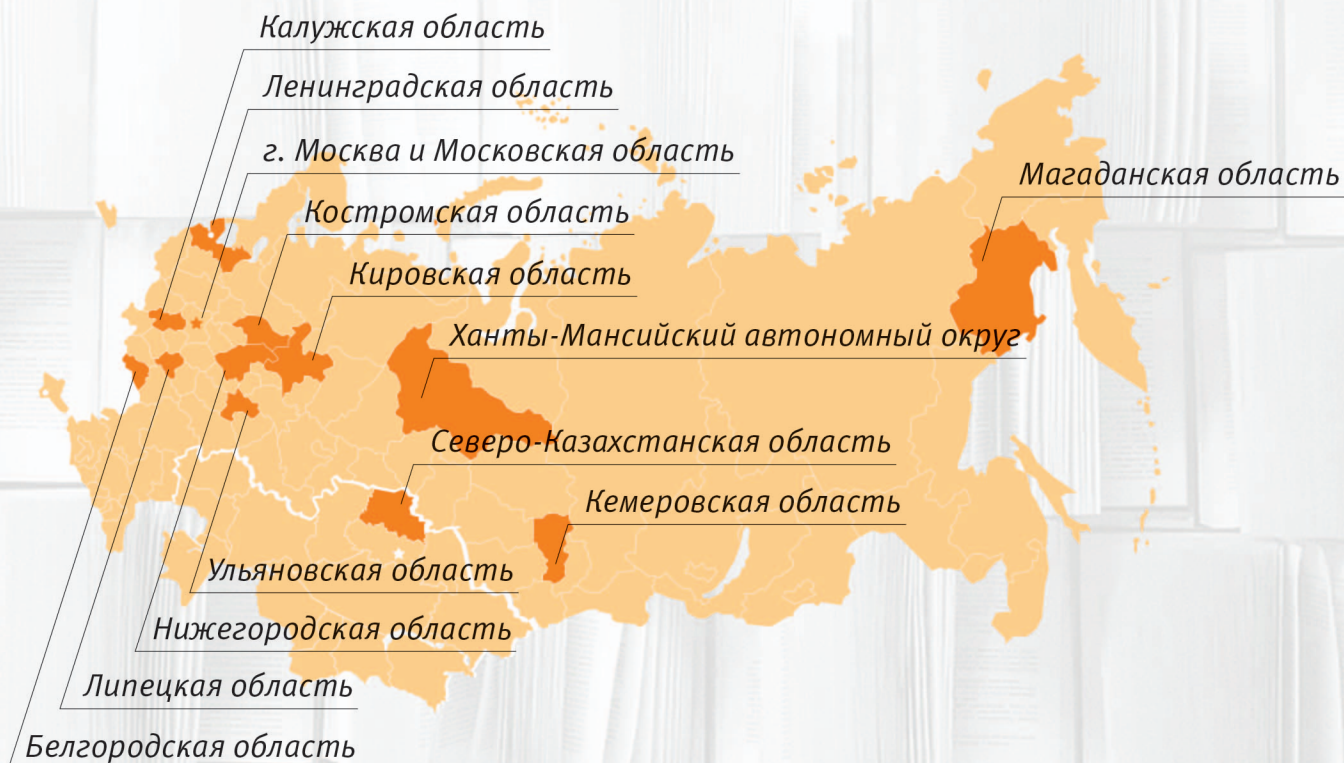 Калужская область
Ленинградская область
г. Москва и Московская область
Магаданская область
Костромская область
Кировская область
Ханты-Мансийский автономный округ
Северо-Казахстанская область
Кемеровская область
Ульяновская область
Нижегородская область
Липецкая область
Белгородская область